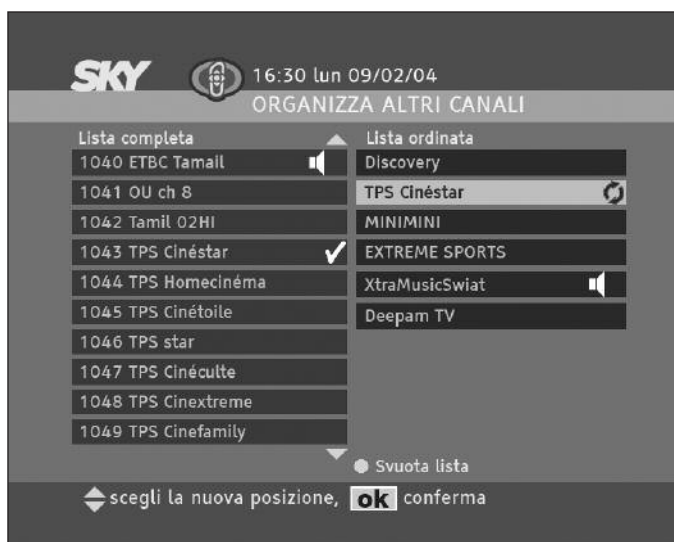 SKY 16:30 lun 09/02/04
ORGANIZZA ALTRI CANALI
Lista completa
1040 ETBC Tamail
1041 OU ch 8
1042 Tamil 02HI
1043 TPS Cinéstar
1044 TPS Homecinéma
1045 TPS Cinétoile
1046 TPS star
1047 TPS Cinéculte
1048 TPS Cinextreme
1049 TPS Cinefamily
Lista ordinata
Discovery
TPS Cinéstar
MINIMINI
EXTREME SPORTS
XtraMusicSwiat
Deepam TV
Svuota lista
scegli la nuova posizione, ok conferma